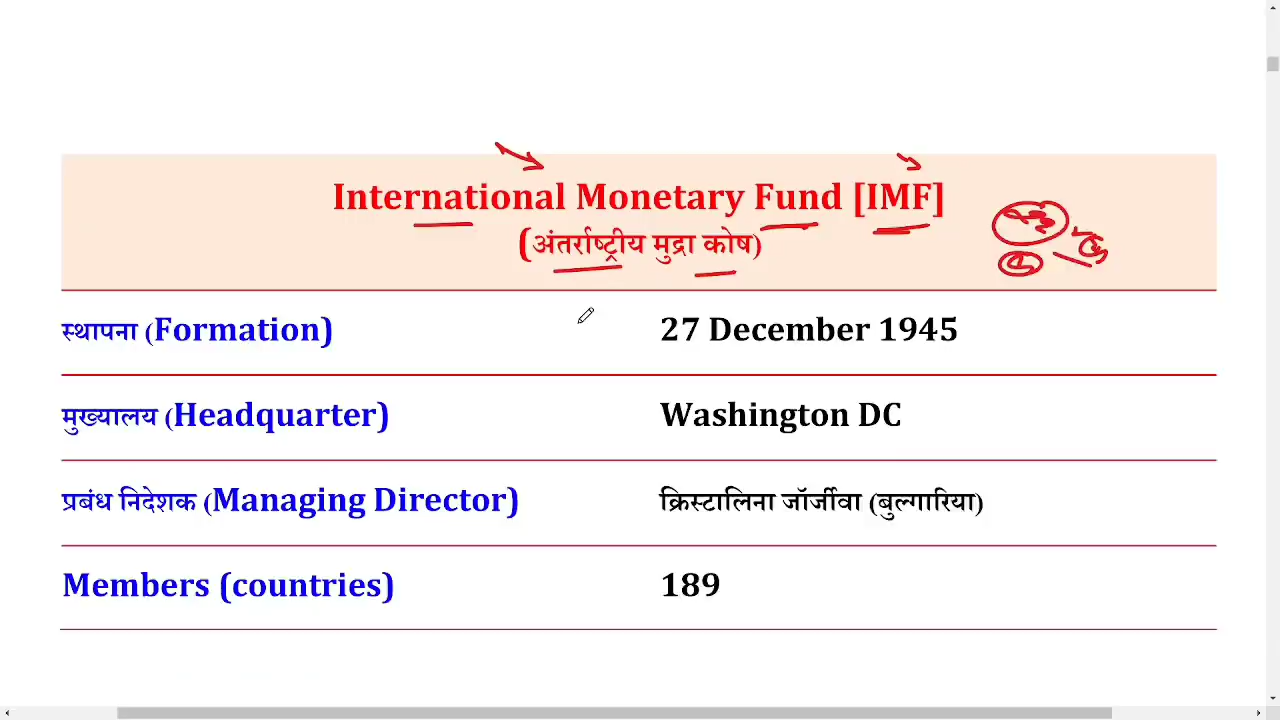 International Monetary Fund [IMF]
(अंतर्राष्ट्रीय मुद्रा कोष)
स्थापना (Formation) 27 December 1945
मुख्यालय (Headquarter) Washington DC
प्रबंध निदेशक (Managing Director) क्रिस्टालिना जॉर्जीवा (बुल्गारिया)
Members (countries) 189